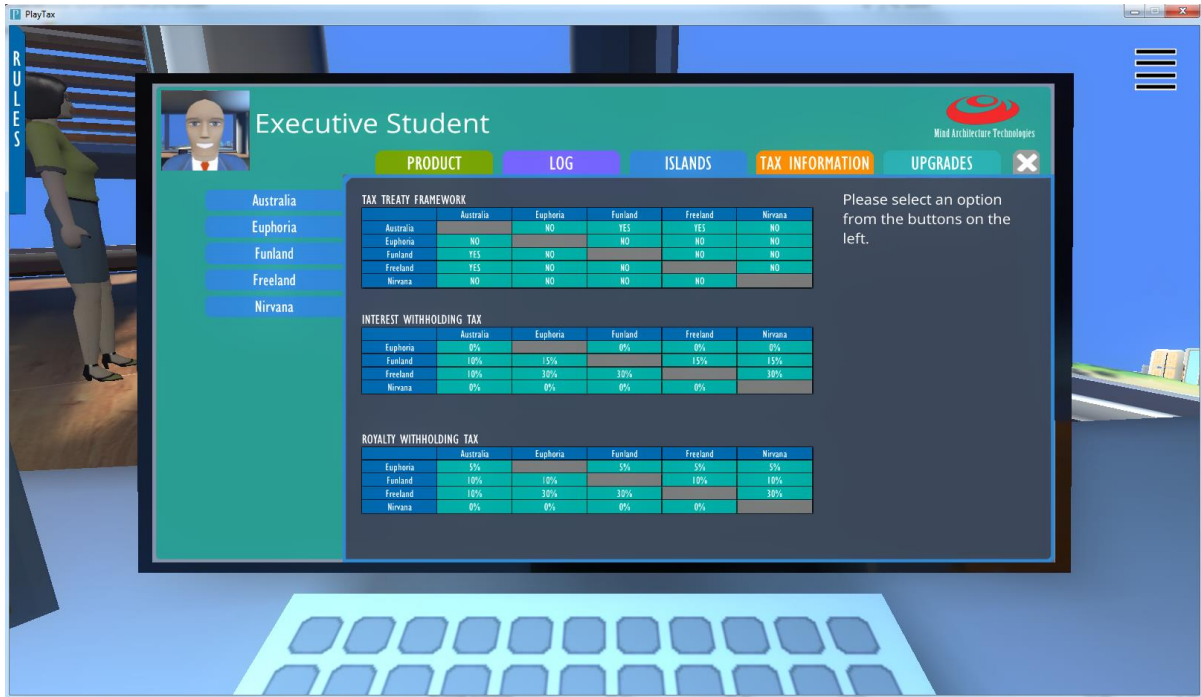 PlayTax
RULES
Executive Student
Mind Architecture Technologies
PRODUCT LOG ISLANDS TAX INFORMATION UPGRADES
Australia
Euphoria
Funland
Freeland
Nirvana
TAX TREATY FRAMEWORK
Australia Euphoria Funland Freeland Nirvana
Australia NO YES YES NO
Euphoria NO NO NO NO
Funland YES NO NO NO
Freeland YES NO NO NO
Nirvana NO NO NO NO
INTEREST WITHHOLDING TAX
Australia Euphoria Funland Freeland Nirvana
Euphoria 0% 0% 0% 0%
Funland 10% 15% 15% 15%
Freeland 10% 30% 30% 30%
Nirvana 0% 0% 0% 0%
ROYALTY WITHHOLDING TAX
Australia Euphoria Funland Freeland Nirvana
Euphoria 5% 5% 5% 5%
Funland 10% 10% 10% 10%
Freeland 10% 30% 30% 30%
Nirvana 0% 0% 0% 0%
Please select an option
from the buttons on the
left.